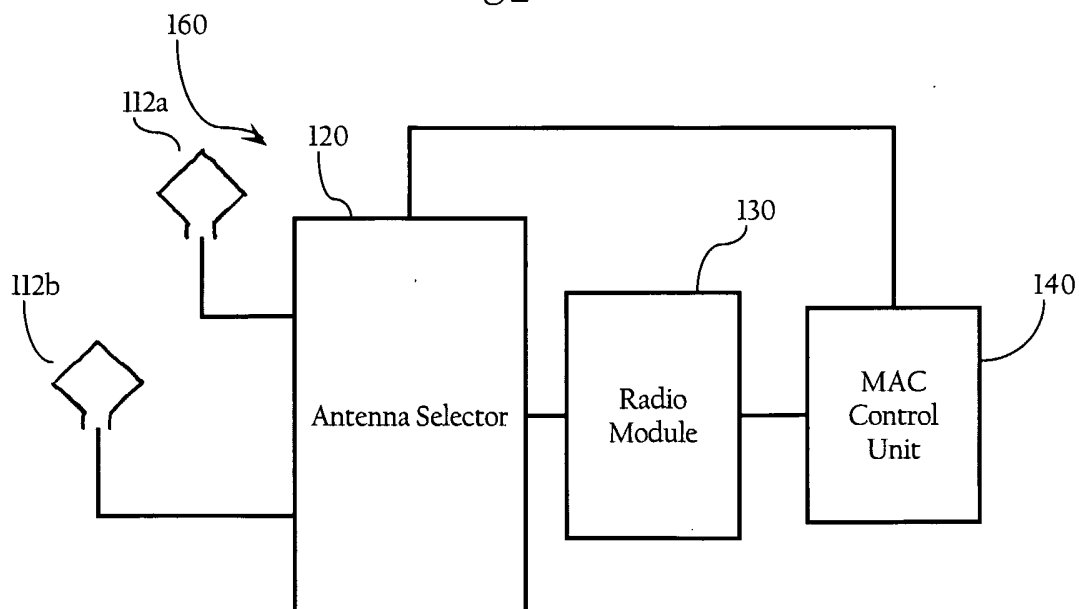 160
112a
120
130
112b
140
Antenna Selector
Radio
Module
MAC
Control
Unit